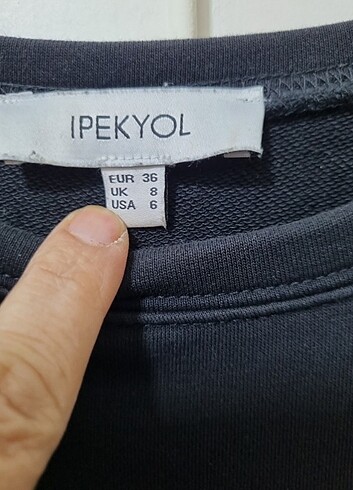 IPEKYOL
EUR 36
UK 8
USA 6